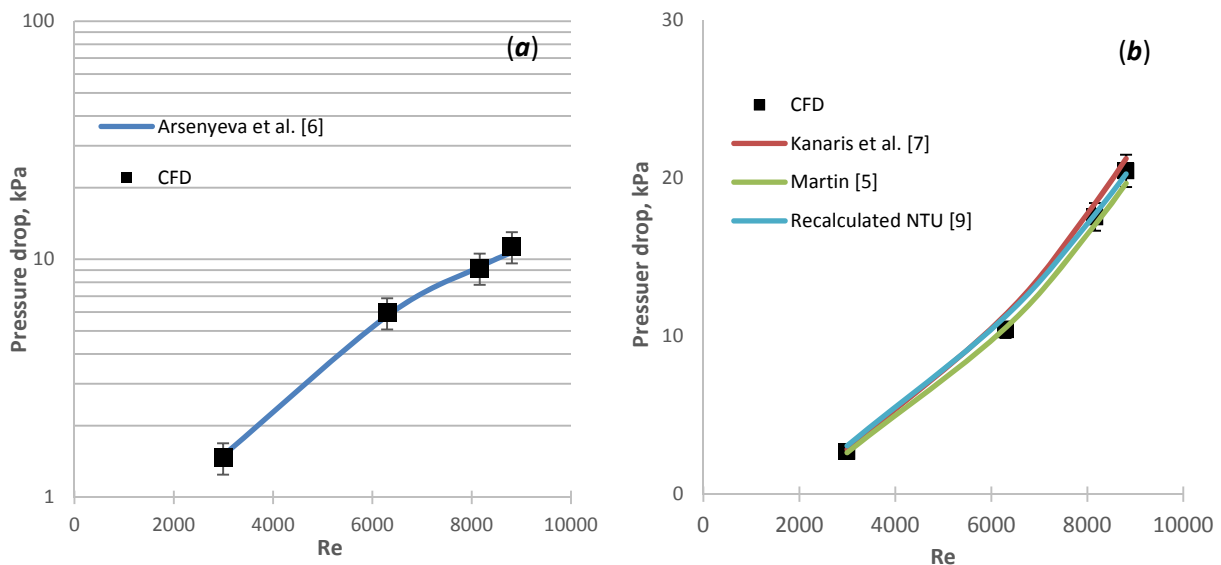 (a)
100
10
1
Pressure drop, kPa
Arsenyeva et al. [6]
CFD
0 2000 4000 6000 8000 10000
Re
(b)
30
20
10
0
Pressuer drop, kPa
CFD
Kanaris et al. [7]
Martin [5]
Recalculated NTU [9]
0 2000 4000 6000 8000 10000
Re